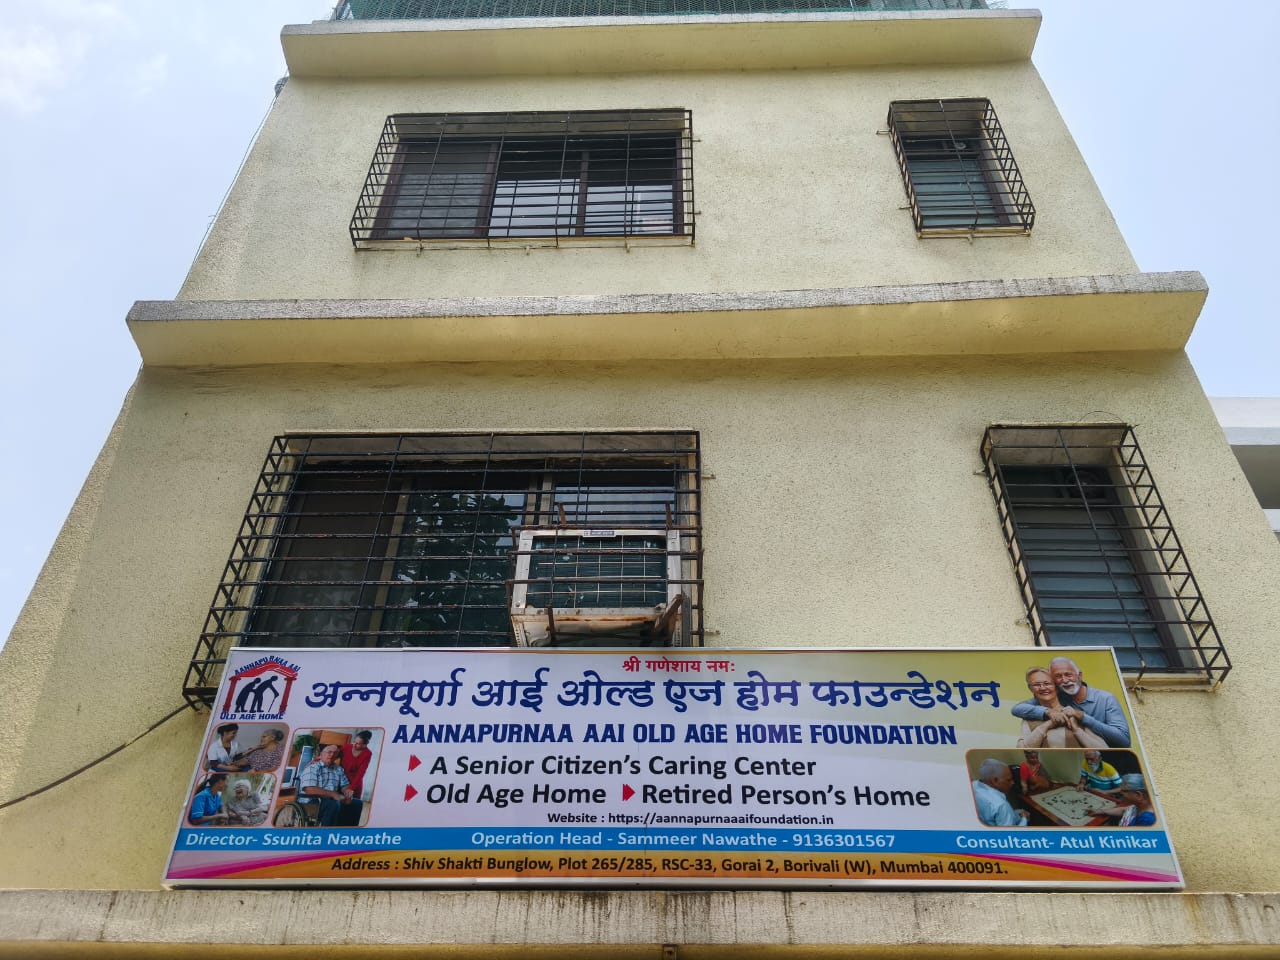 श्री गणेशाय नमः
AANNAPURNAA AAI
OLD AGE HOME
अन्नपूर्णा आई ओल्ड एज होम फाउन्डेशन
AANNAPURNAA AAI OLD AGE HOME FOUNDATION
A Senior Citizen's Caring Center
Old Age Home Retired Person's Home
Website : https://aannapurnaaaifoundation.in
Director- Ssunita Nawathe Operation Head - Sammeer Nawathe - 9136301567 Consultant- Atul Kinikar
Address : Shiv Shakti Bunglow, Plot 265/285, RSC-33, Gorai 2, Borivali (W), Mumbai 400091.